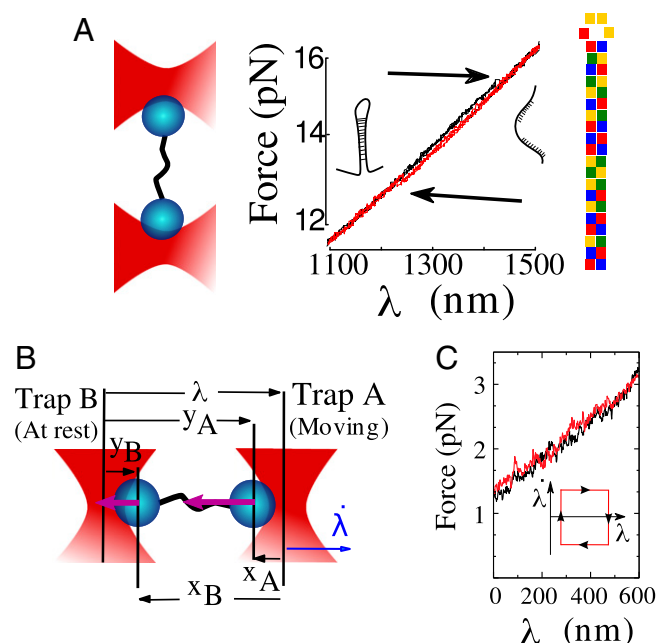 A
Force (pN)
16
14
12
1100
1300
1500
λ (nm)
B
Trap B
(At rest)
λ
y_A
Trap A
(Moving)
y_B
λ̇
x_A
x_B
C
Force (pN)
3
2
1
λ̇
λ
0 200 400 600
λ (nm)